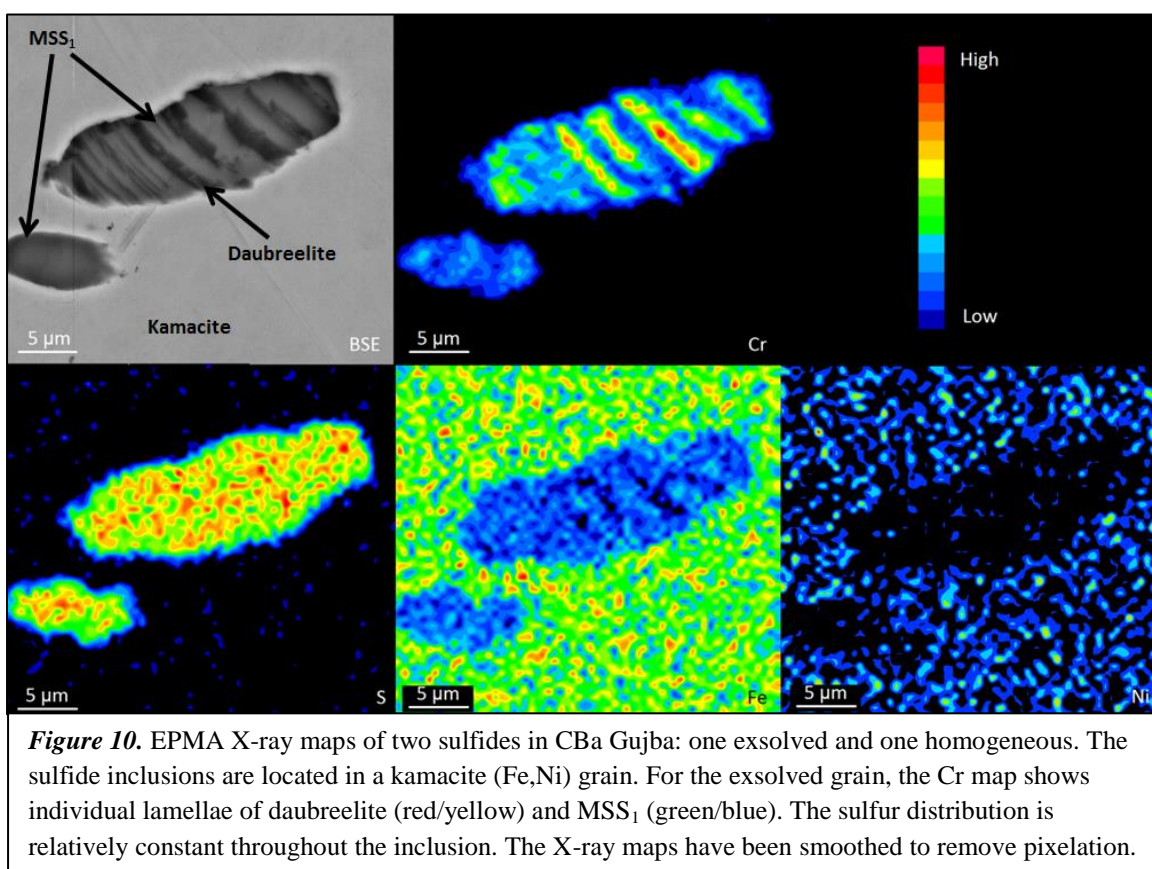 MSS₁
Daubreelite
Kamacite
5 µm
BSE
5 µm
Cr
High
Low
5 µm
S
5 µm
Fe
5 µm
Ni
Figure 10. EPMA X-ray maps of two sulfides in CBa Gujba: one exsolved and one homogeneous. The
sulfide inclusions are located in a kamacite (Fe,Ni) grain. For the exsolved grain, the Cr map shows
individual lamellae of daubreelite (red/yellow) and MSS₁ (green/blue). The sulfur distribution is
relatively constant throughout the inclusion. The X-ray maps have been smoothed to remove pixelation.